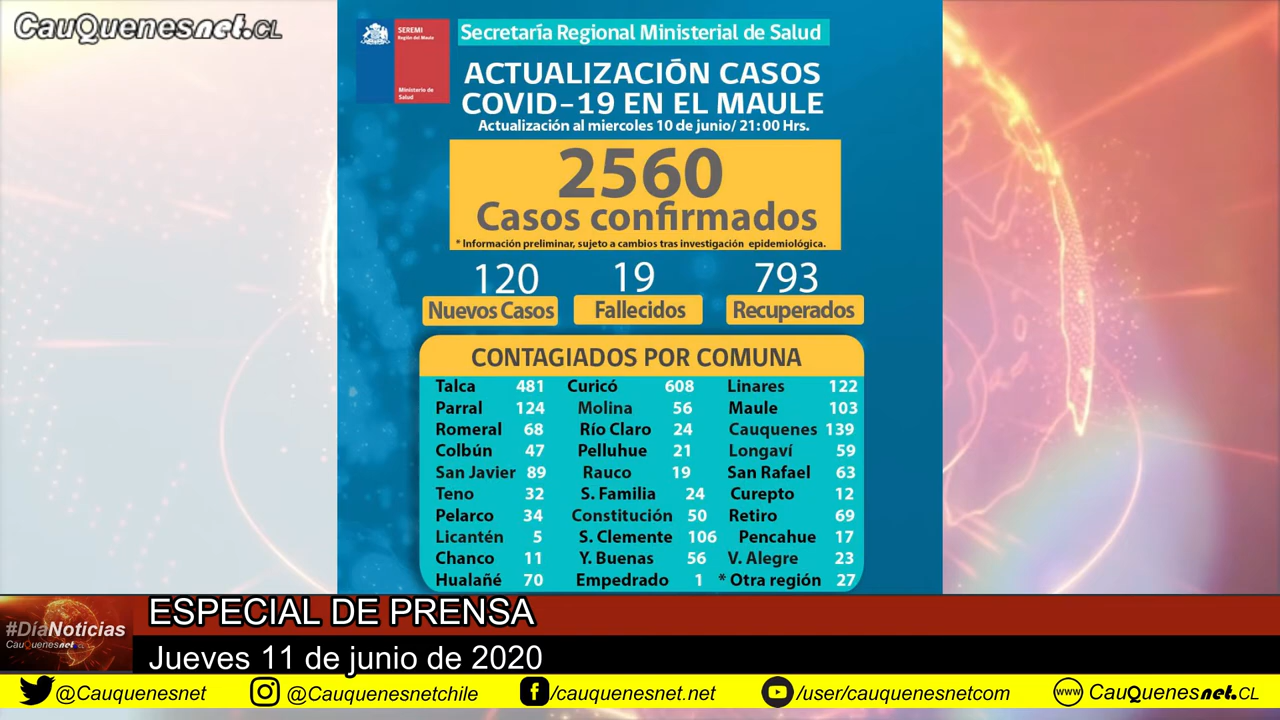 CauQuenesnet.CL
SEREMI
Región del Maule
Ministerio de
Salud
Secretaría Regional Ministerial de Salud
ACTUALIZACIÓN CASOS
COVID-19 EN EL MAULE
Actualización al miercoles 10 de junio/ 21:00 Hrs.
2560
Casos confirmados
* Información preliminar, sujeto a cambios tras investigación epidemiológica.
120 19 793
Nuevos Casos Fallecidos Recuperados
CONTAGIADOS POR COMUNA
Talca 481 Curicó 608 Linares 122
Parral 124 Molina 56 Maule 103
Romeral 68 Río Claro 24 Cauquenes 139
Colbún 47 Pelluhue 21 Longaví 59
San Javier 89 Rauco 19 San Rafael 63
Teno 32 S. Familia 24 Curepto 12
Pelarco 34 Constitución 50 Retiro 69
Licantén 5 S. Clemente 106 Pencahue 17
Chanco 11 Y. Buenas 56 V. Alegre 23
Hualañé 70 Empedrado 1 * Otra región 27
#DíaNoticias
CauQuenesnet.CL
ESPECIAL DE PRENSA
Jueves 11 de junio de 2020
@Cauquenesnet @Cauquenesnetchile /cauquenesnet.net /user/cauquenesnetcom www CauQuenesnet.CL